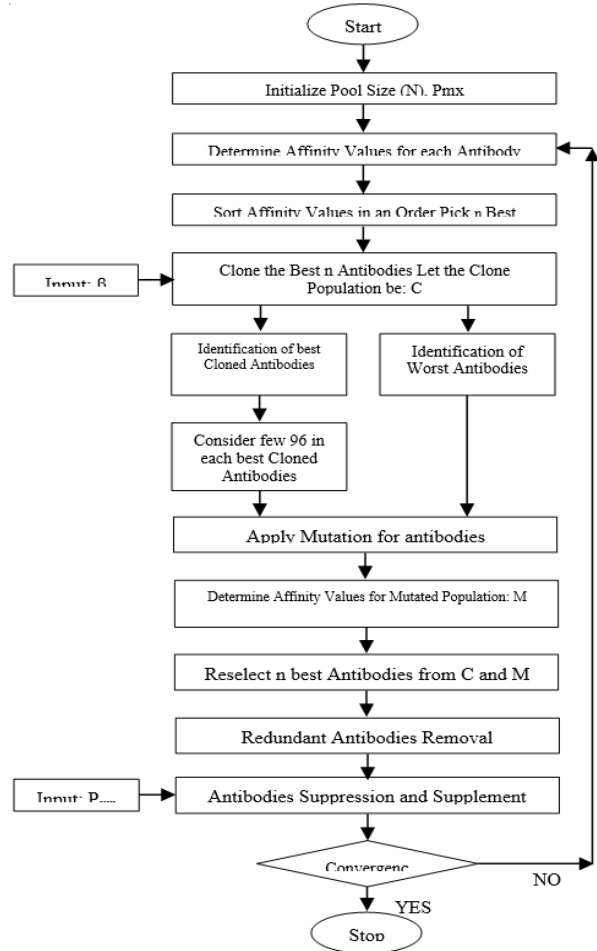 Start
Initialize Pool Size (N), Pmx
Determine Affinity Values for each Antibody
Sort Affinity Values in an Order Pick n Best
Clone the Best n Antibodies Let the Clone
Population be: C
Input: β
Identification of best
Cloned Antibodies
Identification of
Worst Antibodies
Consider few 96 in
each best Cloned
Antibodies
Apply Mutation for antibodies
Determine Affinity Values for Mutated Population: M
Reselect n best Antibodies from C and M
Redundant Antibodies Removal
Input:
Antibodies Suppression and Supplement
Convergenc
NO
YES
Stop